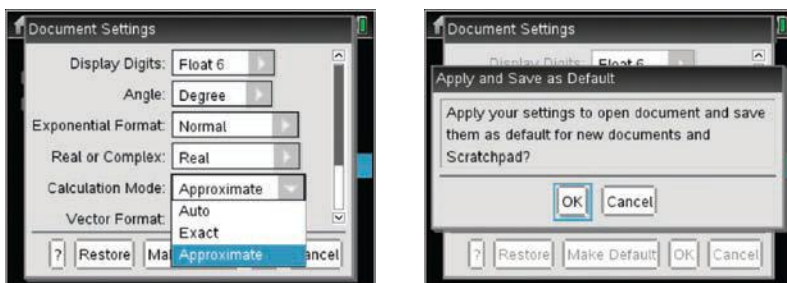 Document Settings
Display Digits: Float 6
Angle: Degree
Exponential Format: Normal
Real or Complex: Real
Calculation Mode: Approximate
Auto
Exact
Approximate
Vector Format:
? Restore
Document Settings
Display Digits: Float 6
Apply and Save as Default
Apply your settings to open document and save
them as default for new documents and
Scratchpad?
OK Cancel
? Restore Make Default OK Cancel